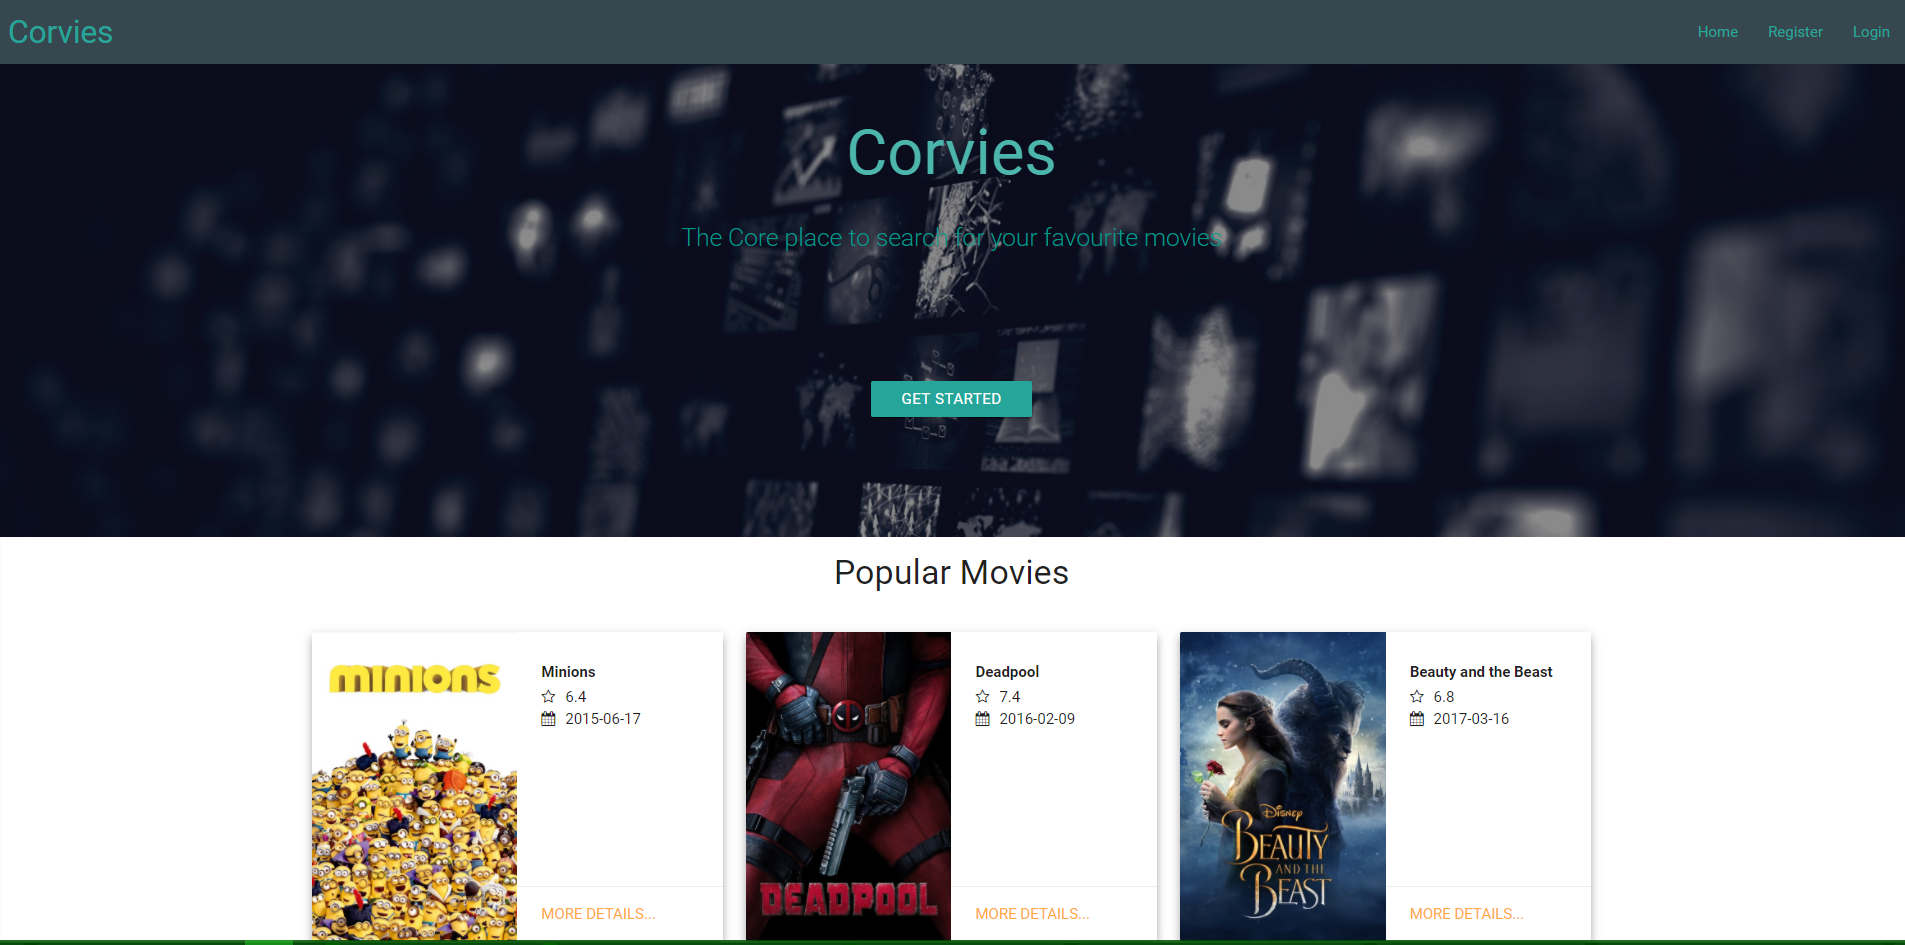 Corvies
Home Register Login
Corvies
The Core place to search for your favourite movies
GET STARTED
Popular Movies
minions
Minions
6.4
2015-06-17
MORE DETAILS...
DEADPOOL
Deadpool
7.4
2016-02-09
MORE DETAILS...
Disney
BEAUTY
AND THE
BEAST
Beauty and the Beast
6.8
2017-03-16
MORE DETAILS...